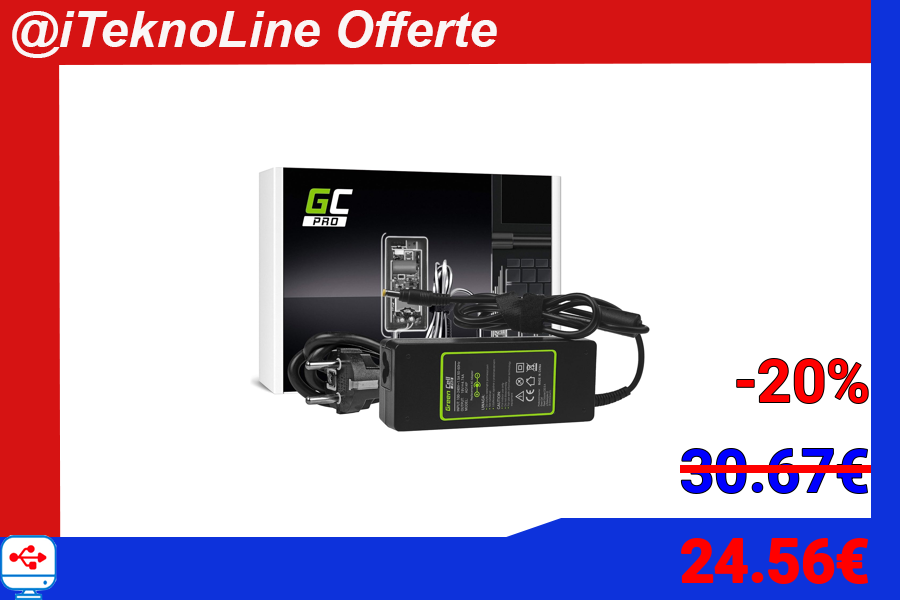 @iTeknoLine Offerte
GC
PRO
Green Cell
-20%
30.67€
24.56€